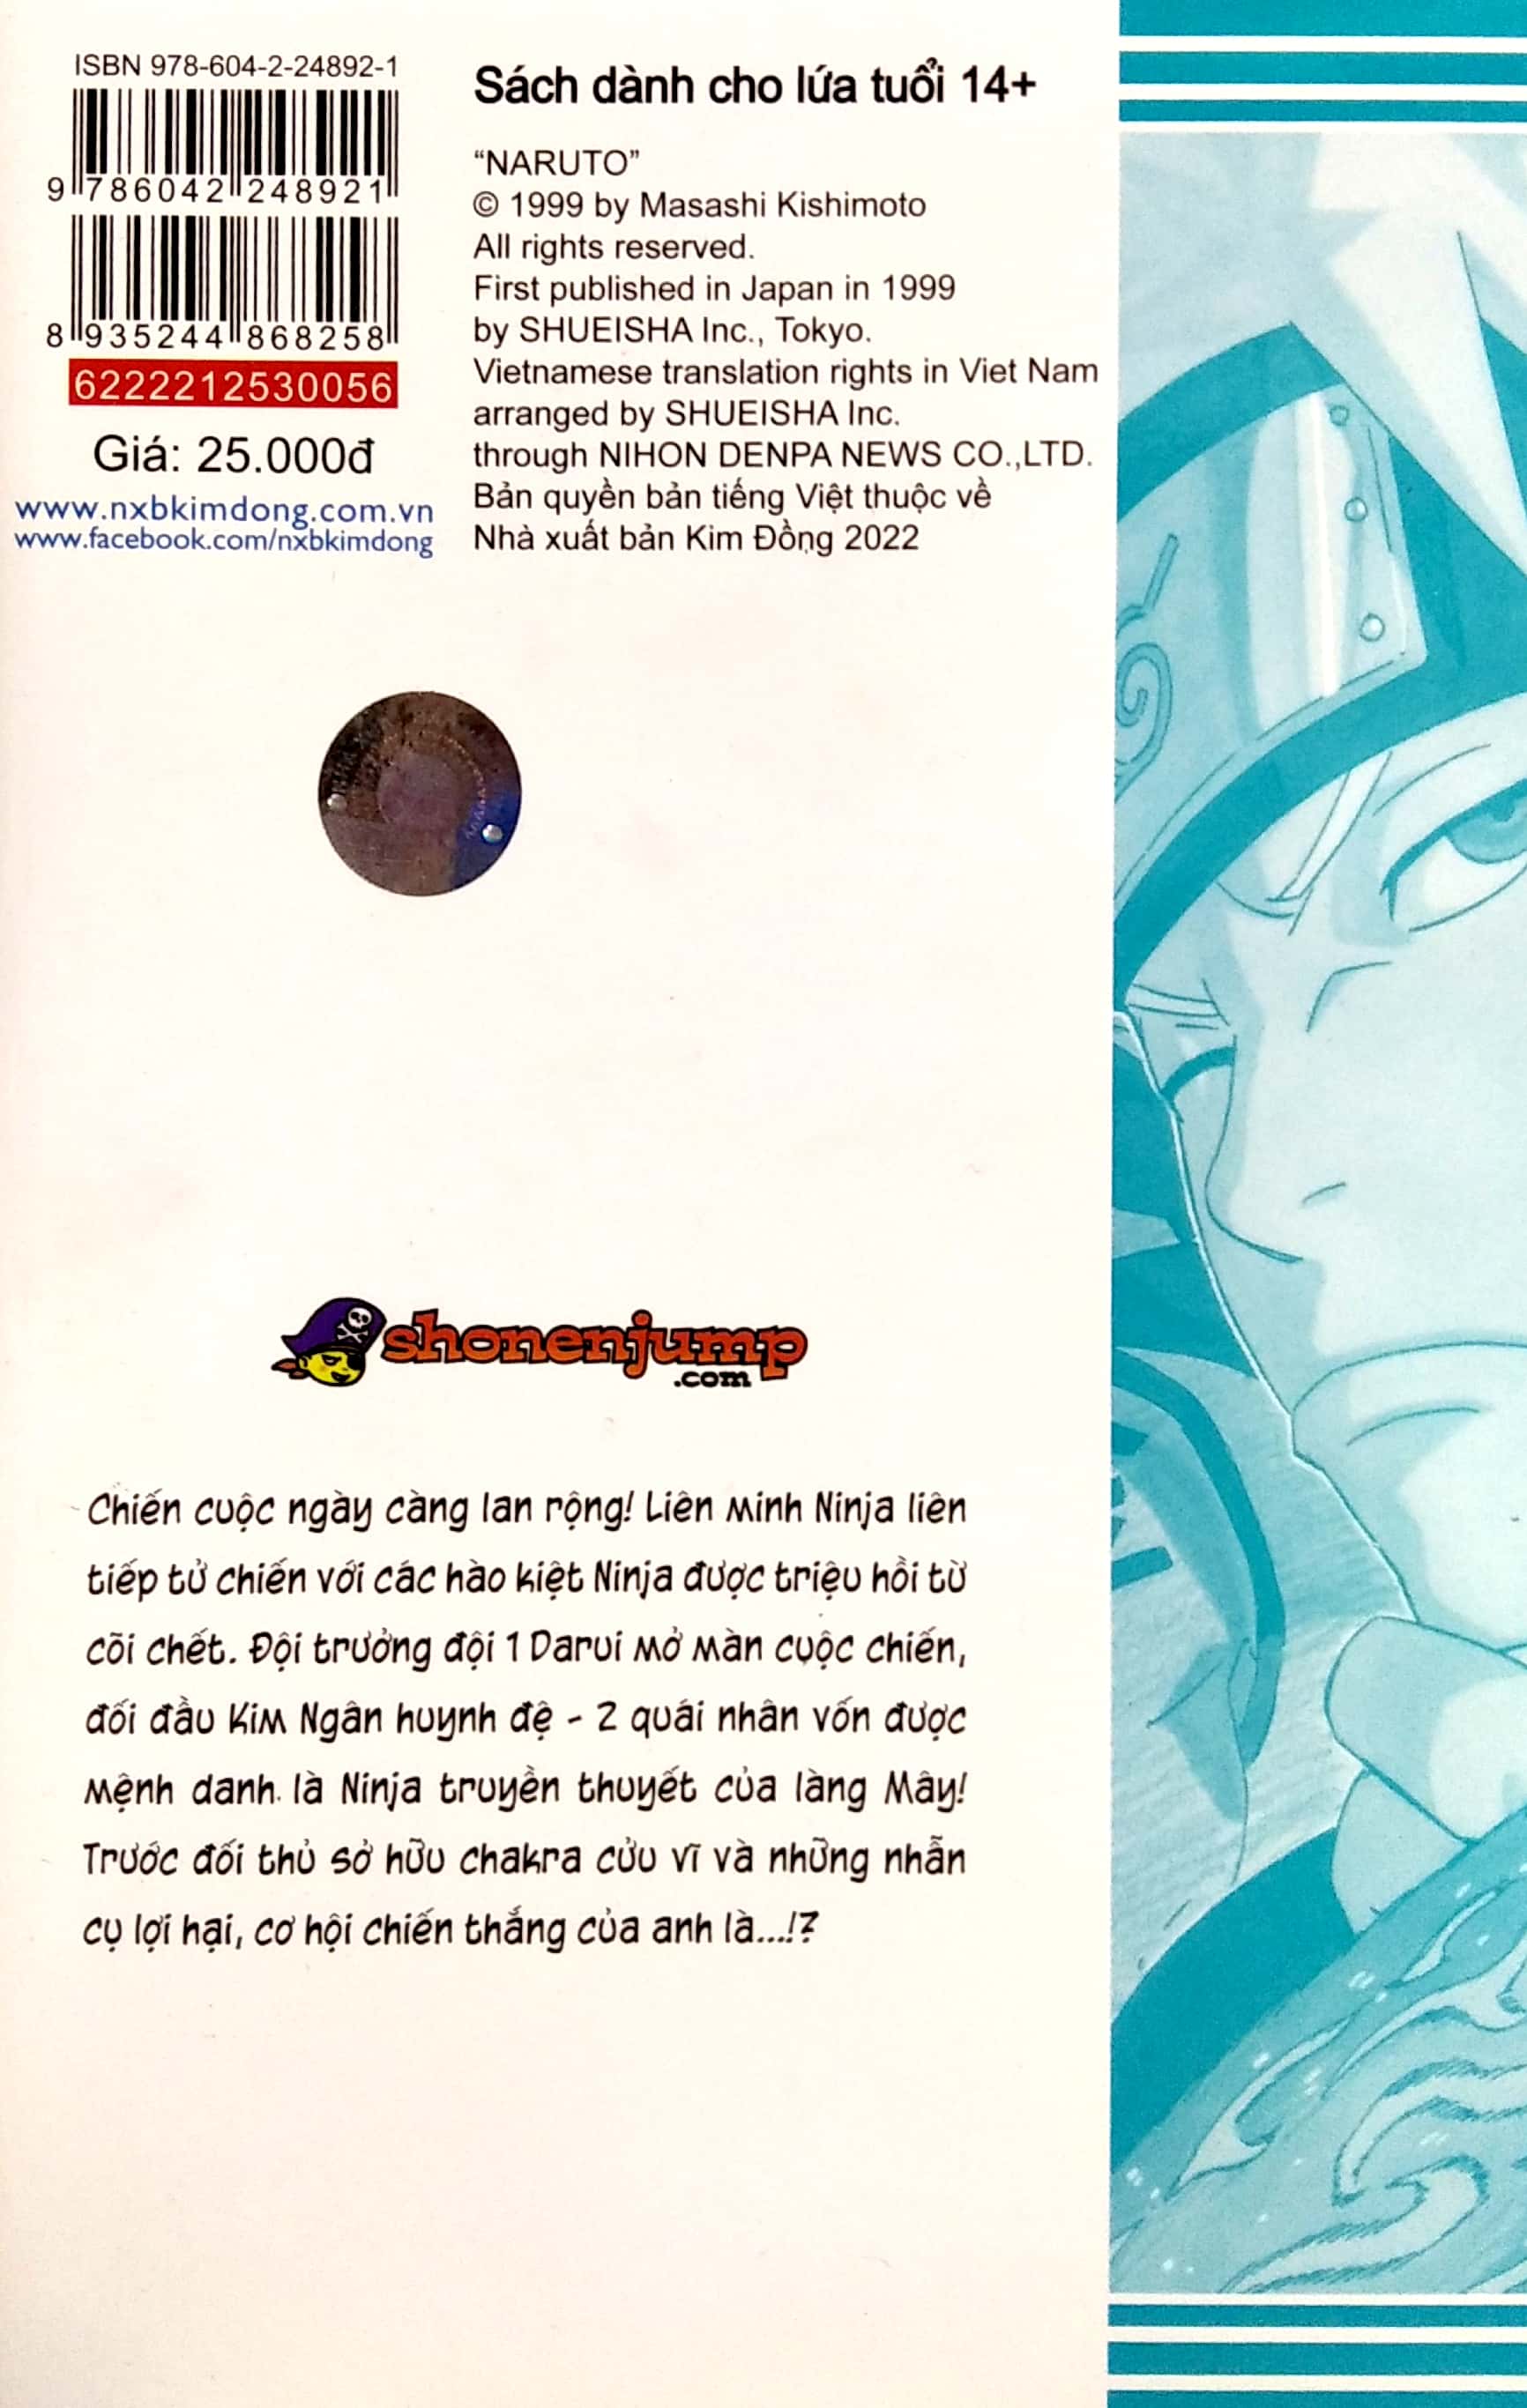 ISBN 978-604-2-24892-1
9 786042 248921
8 935244 868258
6222212530056
Giá: 25.000đ
www.nxbkimdong.com.vn
www.facebook.com/nxbkimdong
Sách dành cho lứa tuổi 14+
“NARUTO”
© 1999 by Masashi Kishimoto
All rights reserved.
First published in Japan in 1999
by SHUEISHA Inc., Tokyo.
Vietnamese translation rights in Viet Nam
arranged by SHUEISHA Inc.
through NIHON DENPA NEWS CO.,LTD.
Bản quyền bản tiếng Việt thuộc về
Nhà xuất bản Kim Đồng 2022
shonenjump
.com
Chiến cuộc ngày càng lan rộng! Liên minh Ninja liên
tiếp tử chiến với các hào kiệt Ninja được triệu hồi từ
cõi chết. Đội trưởng đội 1 Darui mở màn cuộc chiến,
đối đầu Kim Ngân huynh đệ - 2 quái nhân vốn được
mệnh danh là Ninja truyền thuyết của làng Mây!
Trước đối thủ sở hữu chakra cửu vĩ và những nhẫn
cụ lợi hại, cơ hội chiến thắng của anh là...!?